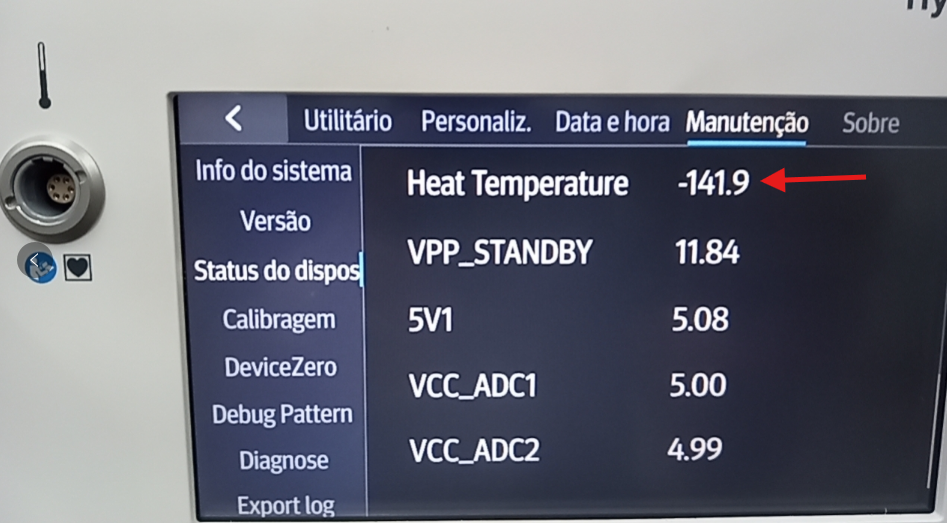 Utilitário Personaliz. Data e hora Manutenção Sobre
Info do sistema
Versão
Status do dispos
Calibragem
DeviceZero
Debug Pattern
Diagnose
Export log
Heat Temperature -141.9
VPP_STANDBY 11.84
5V1 5.08
VCC_ADC1 5.00
VCC_ADC2 4.99